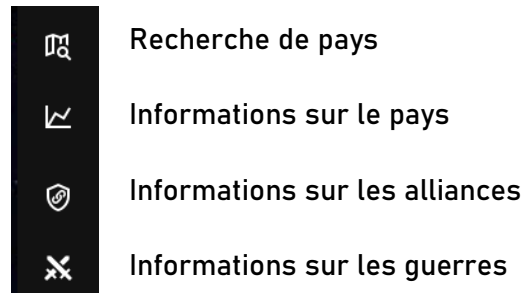 Recherche de pays
Informations sur le pays
Informations sur les alliances
Informations sur les guerres